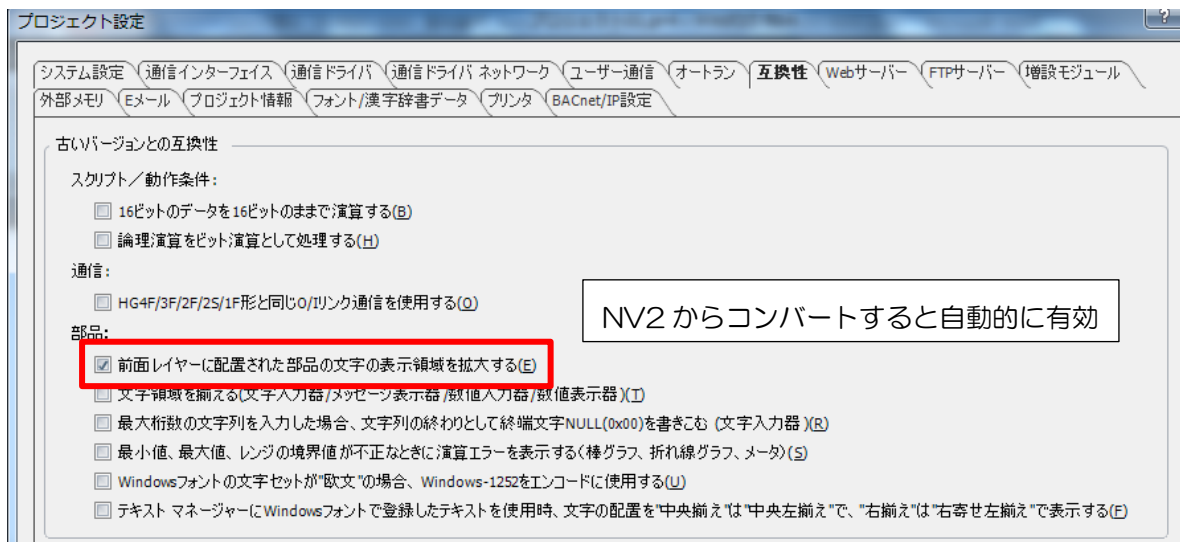 プロジェクト設定
?
システム設定 通信インターフェイス 通信ドライバ 通信ドライバ ネットワーク ユーザー通信 オートラン 互換性 Webサーバー FTPサーバー 増設モジュール
外部メモリ Eメール プロジェクト情報 フォント/漢字辞書データ プリンタ BACnet/IP設定
古いバージョンとの互換性
スクリプト/動作条件:
16ビットのデータを16ビットのままで演算する(B)
論理演算をビット演算として処理する(H)
通信:
HG4F/3F/2F/2S/1F形と同じO/Iリンク通信を使用する(O)
NV2 からコンバートすると自動的に有効
部品:
前面レイヤーに配置された部品の文字の表示領域を拡大する(E)
文字領域を揃える(文字入力器/メッセージ表示器/数値入力器/数値表示器)(T)
最大桁数の文字列を入力した場合、文字列の終わりとして終端文字NULL(0x00)を書きこむ (文字入力器)(R)
最小値、最大値、レンジの境界値が不正なときに演算エラーを表示する(棒グラフ、折れ線グラフ、メータ)(S)
Windowsフォントの文字セットが"欧文"の場合、Windows-1252をエンコードに使用する(U)
テキスト マネージャーにWindowsフォントで登録したテキストを使用時、文字の配置を"中央揃え"は"中央左揃え"で、"右揃え"は"右寄せ左揃え"で表示する(F)